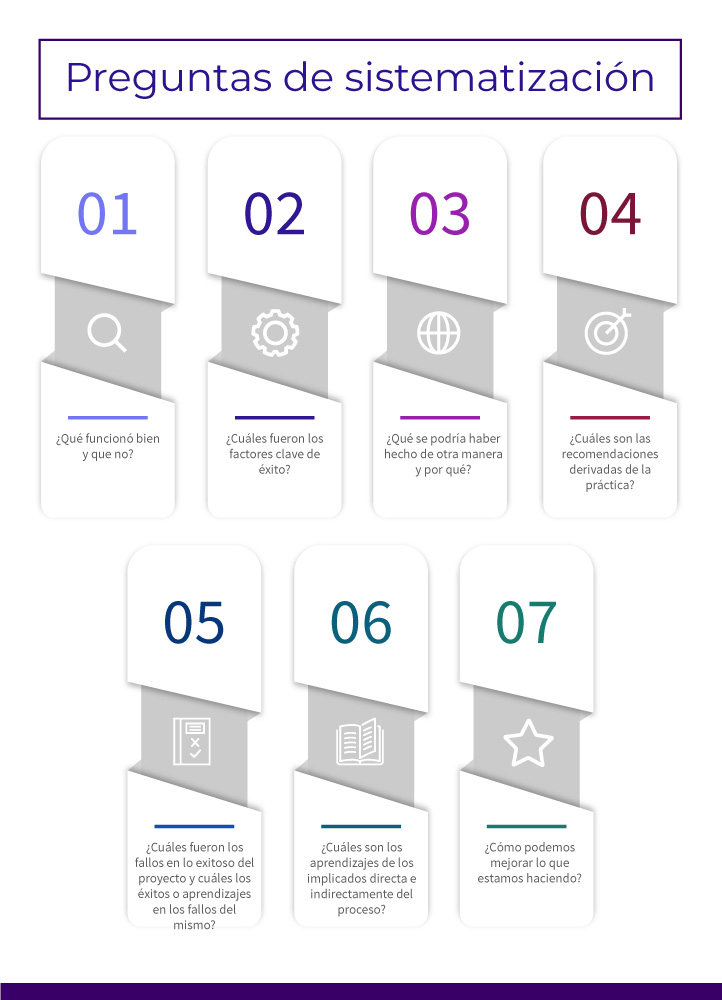 Preguntas de sistematización
01
¿Qué funcionó bien
y que no?
02
¿Cuáles fueron los
factores clave de
éxito?
03
¿Qué se podría haber
hecho de otra manera
y por qué?
04
¿Cuáles son las
recomendaciones
derivadas de la
práctica?
05
¿Cuáles fueron los
fallos en lo exitoso del
proyecto y cuáles los
éxitos o aprendizajes
en los fallos del
mismo?
06
¿Cuáles son los
aprendizajes de los
implicados directa e
indirectamente del
proceso?
07
¿Cómo podemos
mejorar lo que
estamos haciendo?